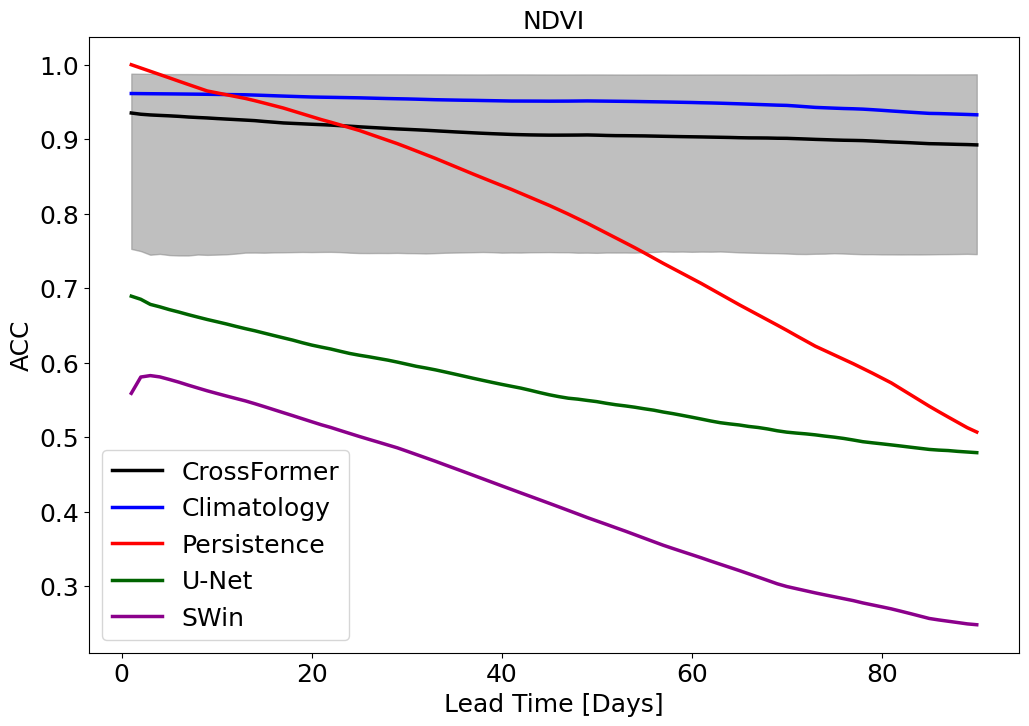 NDVI
ACC
1.0
0.9
0.8
0.7
0.6
0.5
0.4
0.3
CrossFormer
Climatology
Persistence
U-Net
SWin
0 20 40 60 80
Lead Time [Days]